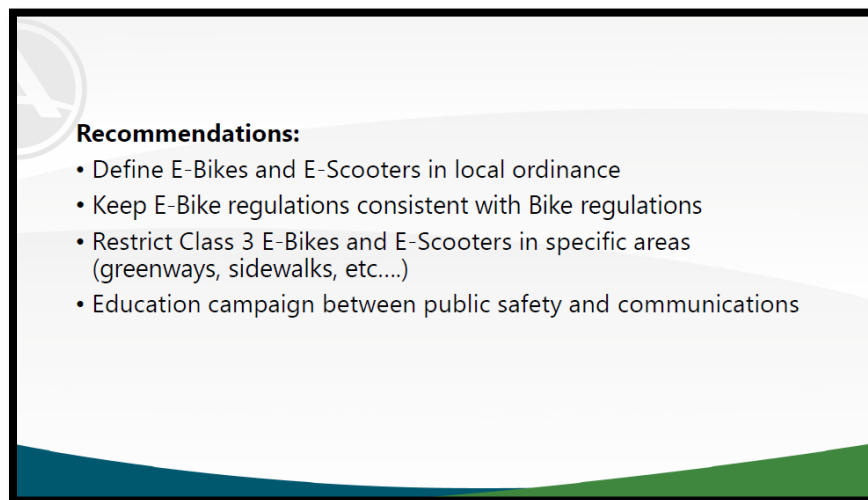 Recommendations:
• Define E-Bikes and E-Scooters in local ordinance
• Keep E-Bike regulations consistent with Bike regulations
• Restrict Class 3 E-Bikes and E-Scooters in specific areas
(greenways, sidewalks, etc....)
• Education campaign between public safety and communications